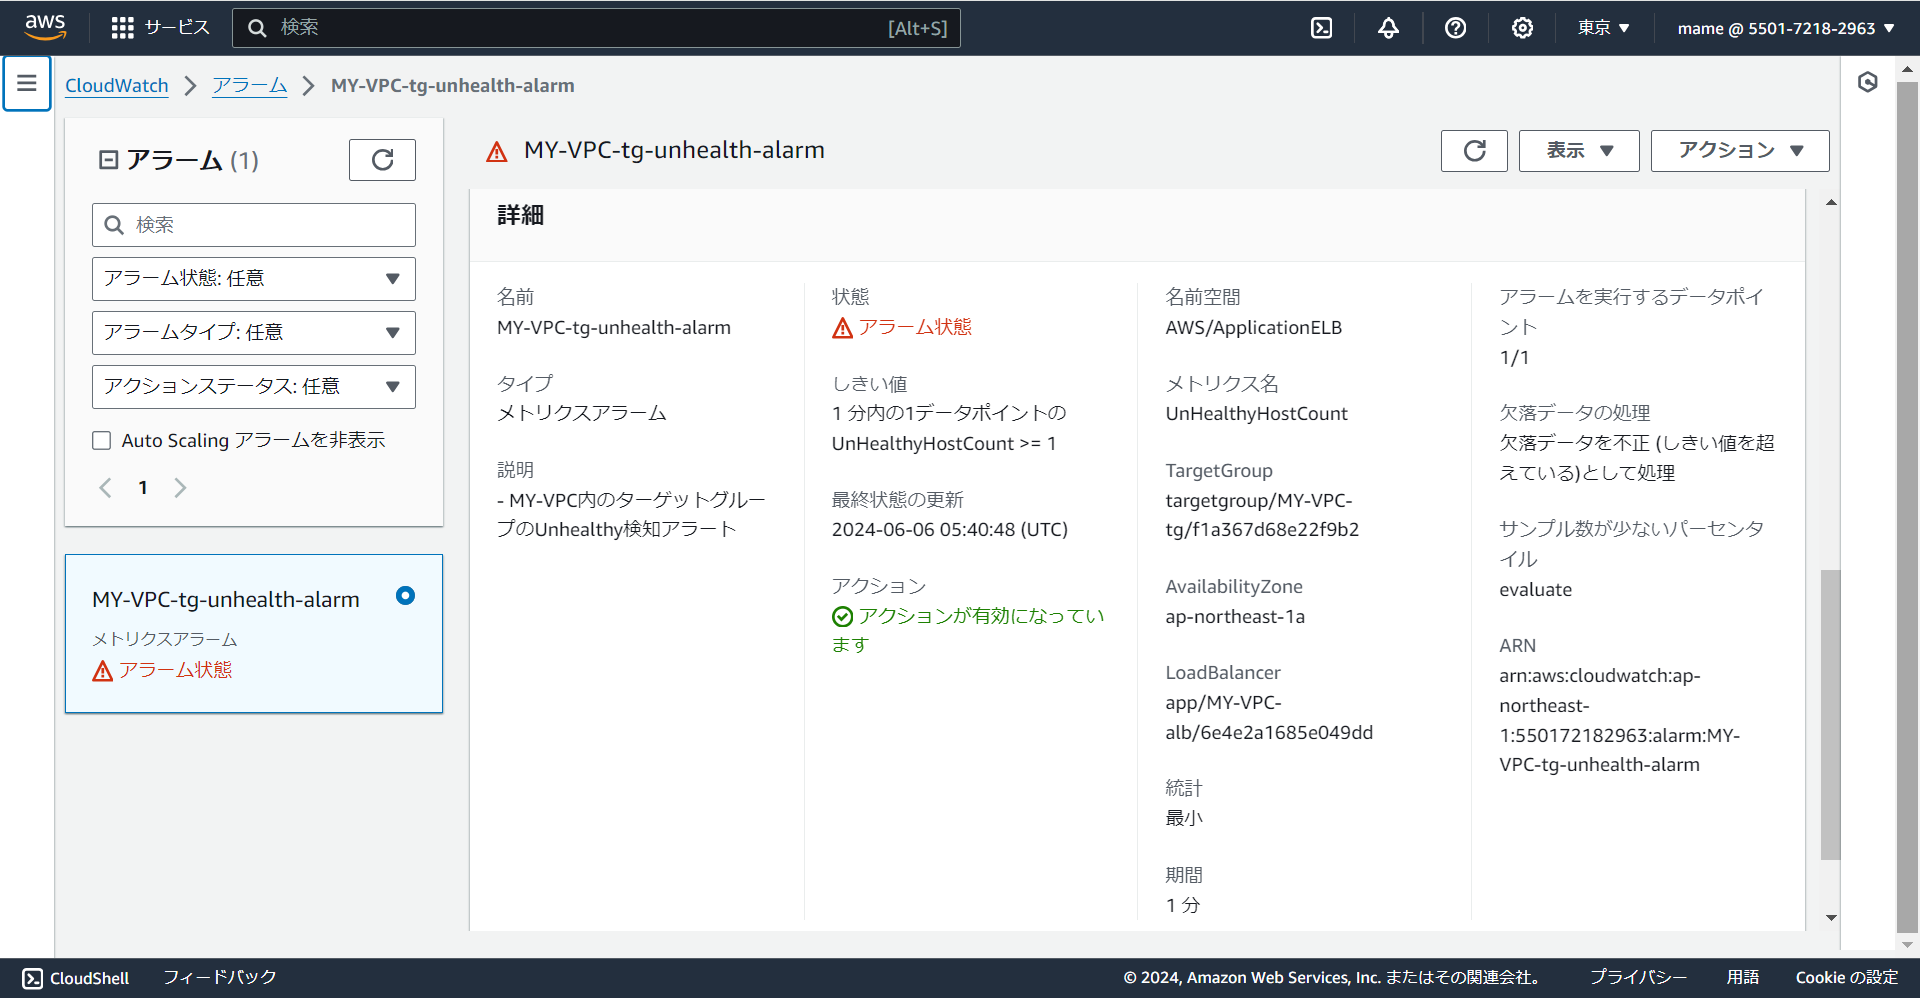 aws
サービス
検索
[Alt+S]
東京
mame @ 5501-7218-2963
CloudWatch
アラーム
MY-VPC-tg-unhealth-alarm
アラーム (1)
検索
アラーム状態: 任意
アラームタイプ: 任意
アクションステータス: 任意
Auto Scaling アラームを非表示
1
MY-VPC-tg-unhealth-alarm
メトリクスアラーム
アラーム状態
MY-VPC-tg-unhealth-alarm
表示
アクション
詳細
名前
MY-VPC-tg-unhealth-alarm
タイプ
メトリクスアラーム
説明
- MY-VPC内のターゲットグルー
プのUnhealthy検知アラート
状態
アラーム状態
しきい値
1 分内の1データポイントの
UnHealthyHostCount >= 1
最終状態の更新
2024-06-06 05:40:48 (UTC)
アクション
アクションが有効になってい
ます
名前空間
AWS/ApplicationELB
メトリクス名
UnHealthyHostCount
TargetGroup
targetgroup/MY-VPC-
tg/f1a367d68e22f9b2
AvailabilityZone
ap-northeast-1a
LoadBalancer
app/MY-VPC-
alb/6e4e2a1685e049dd
統計
最小
期間
1 分
アラームを実行するデータポイ
ント
1/1
欠落データの処理
欠落データを不正 (しきい値を超
えている)として処理
サンプル数が少ないパーセンタ
イル
evaluate
ARN
arn:aws:cloudwatch:ap-
northeast-
1:550172182963:alarm:MY-
VPC-tg-unhealth-alarm
CloudShell
フィードバック
© 2024, Amazon Web Services, Inc. またはその関連会社。
プライバシー
用語
Cookie の設定